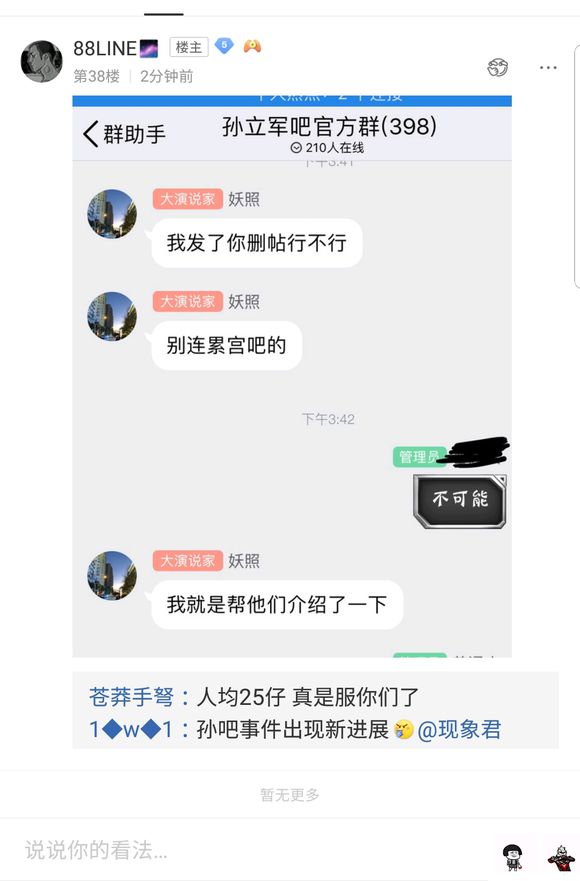 88LINE 楼主 5
第38楼 2分钟前
群助手 孙立军吧官方群(398)
210人在线
下午3:41
大演说家 妖照
我发了你删帖行不行
大演说家 妖照
别连累宫吧的
下午3:42
管理员
不可能
大演说家 妖照
我就是帮他们介绍了一下
苍莽手弩：人均25仔 真是服你们了
1◆w◆1：孙吧事件出现新进展 @现象君
暂无更多
说说你的看法...